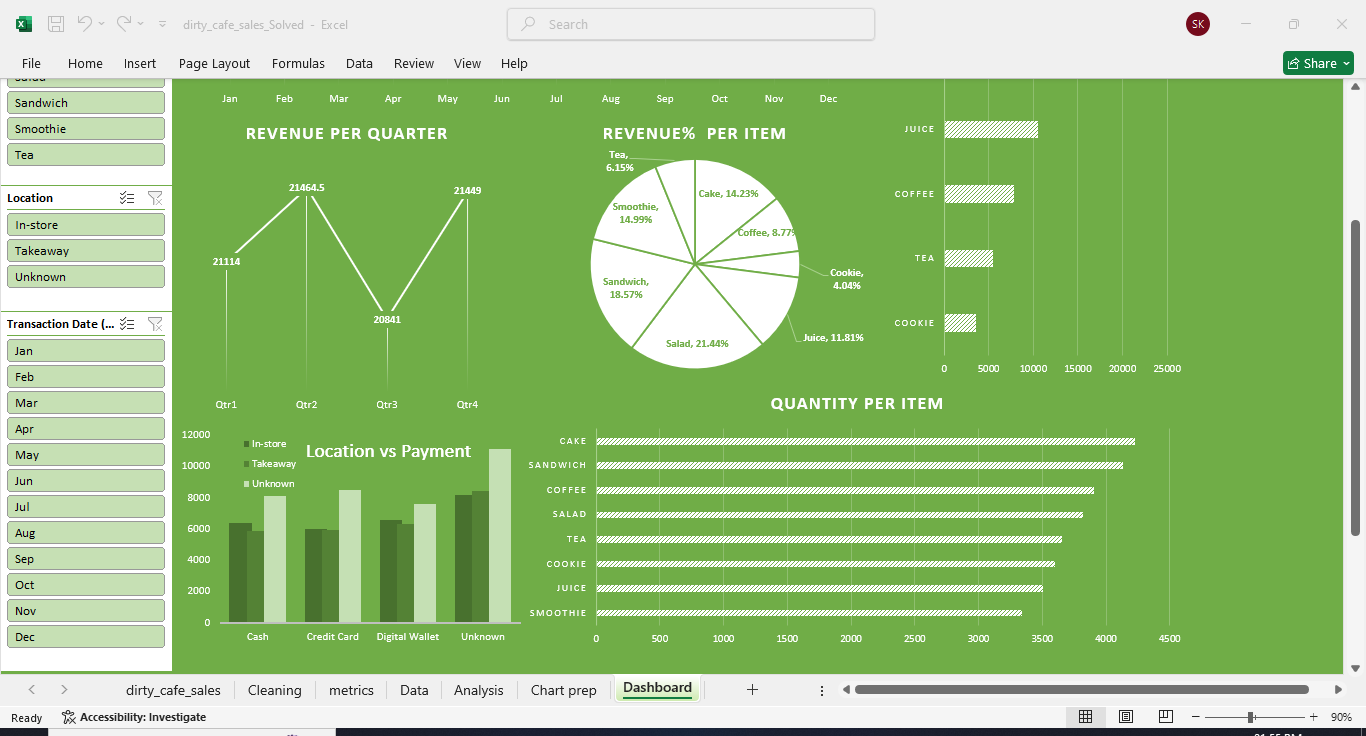 dirty_cafe_sales_Solved - Excel
Search
SK
File Home Insert Page Layout Formulas Data Review View Help
Share
Sandwich
Smoothie
Tea
Location
In-store
Takeaway
Unknown
Transaction Date (...
Jan
Feb
Mar
Apr
May
Jun
Jul
Aug
Sep
Oct
Nov
Dec
Jan Feb Mar Apr May Jun Jul Aug Sep Oct Nov Dec
REVENUE PER QUARTER
21114
21464.5
20841
21449
Qtr1 Qtr2 Qtr3 Qtr4
REVENUE% PER ITEM
Tea,
6.15%
Cake, 14.23%
Coffee, 8.77%
Cookie,
4.04%
Juice, 11.81%
Salad, 21.44%
Sandwich,
18.57%
Smoothie,
14.99%
JUICE
COFFEE
TEA
COOKIE
0 5000 10000 15000 20000 25000
Location vs Payment
In-store
Takeaway
Unknown
12000
10000
8000
6000
4000
2000
0
Cash Credit Card Digital Wallet Unknown
QUANTITY PER ITEM
CAKE
SANDWICH
COFFEE
SALAD
TEA
COOKIE
JUICE
SMOOTHIE
0 500 1000 1500 2000 2500 3000 3500 4000 4500
dirty_cafe_sales Cleaning metrics Data Analysis Chart prep Dashboard
Ready Accessibility: Investigate
90%